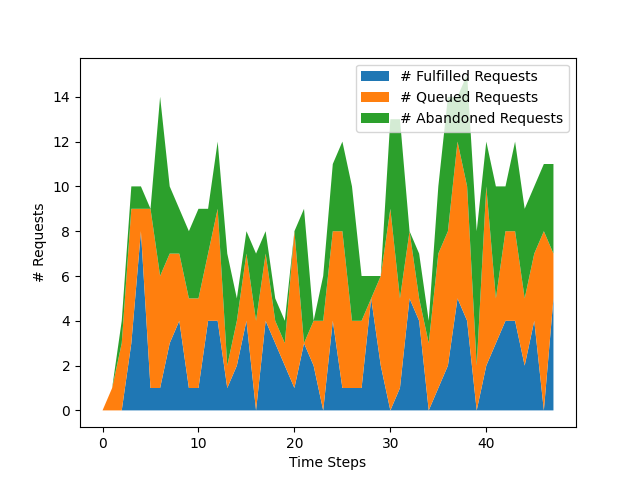 # Fulfilled Requests
# Queued Requests
# Abandoned Requests
14
12
10
8
6
4
2
0
# Requests
0 10 20 30 40
Time Steps